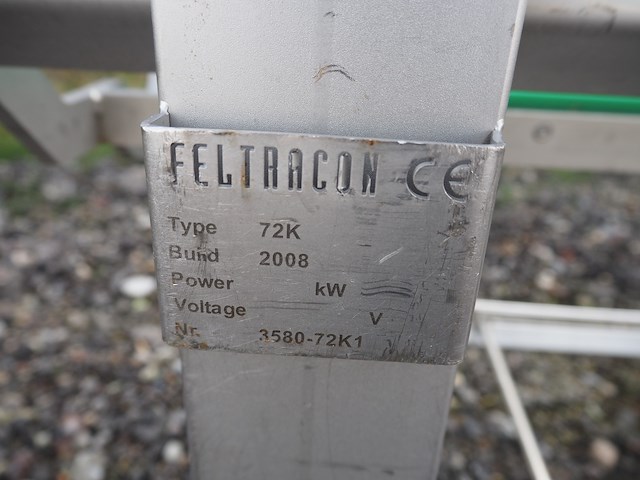 FELTRACON CE
Type 72K
Build 2008
Power kW
Voltage V
Nr. 3580-72K1